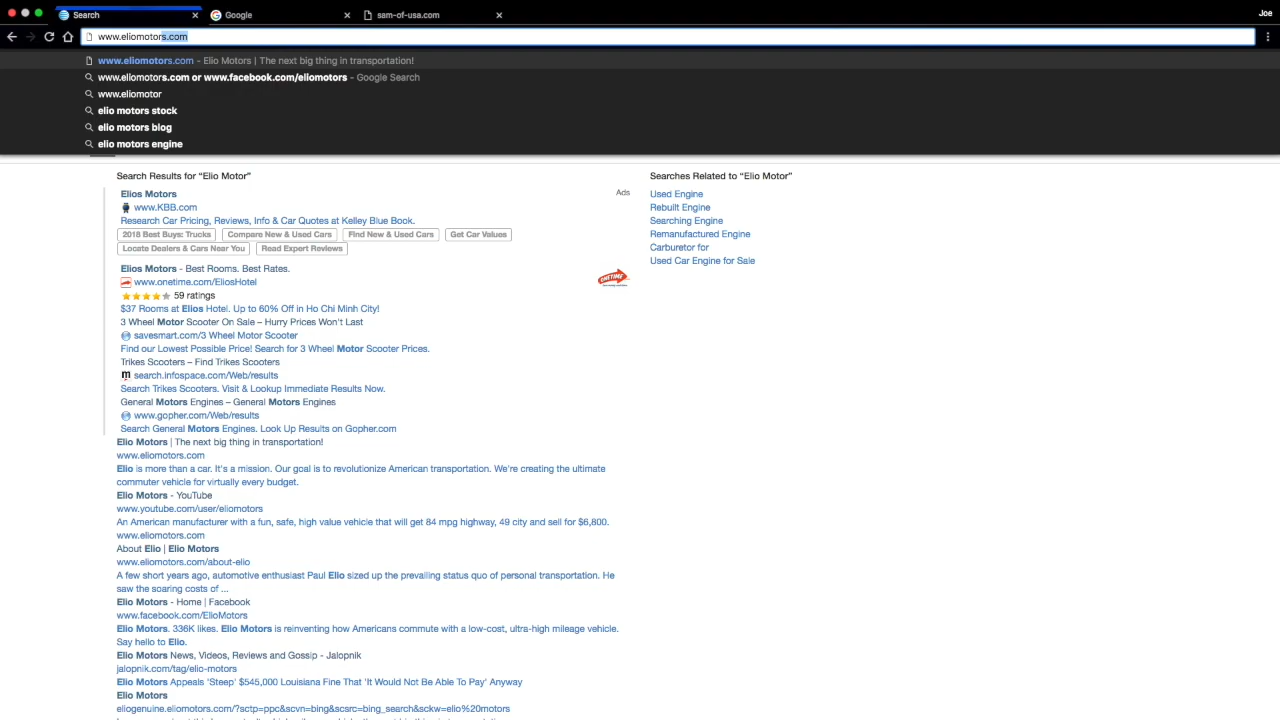 Search
Google
sam-of-usa.com
Joe
www.eliomotors.com
www.eliomotors.com - Elio Motors | The next big thing in transportation!
www.eliomotors.com or www.facebook.com/eliomotors - Google Search
www.eliomotor
elio motors stock
elio motors blog
elio motors engine
Search Results for "Elio Motor"
Elios Motors
Ads
www.KBB.com
Research Car Pricing, Reviews, Info & Car Quotes at Kelley Blue Book.
2018 Best Buys: Trucks
Compare New & Used Cars
Find New & Used Cars
Get Car Values
Locate Dealers & Cars Near You
Read Expert Reviews
Elios Motors - Best Rooms. Best Rates.
www.onetime.com/EliosHotel
ONETIME
59 ratings
$37 Rooms at Elios Hotel. Up to 60% Off in Ho Chi Minh City!
3 Wheel Motor Scooter On Sale – Hurry Prices Won't Last
savesmart.com/3 Wheel Motor Scooter
Find our Lowest Possible Price! Search for 3 Wheel Motor Scooter Prices.
Trikes Scooters – Find Trikes Scooters
search.infospace.com/Web/results
Search Trikes Scooters. Visit & Lookup Immediate Results Now.
General Motors Engines – General Motors Engines
www.gopher.com/Web/results
Search General Motors Engines. Look Up Results on Gopher.com
Elio Motors | The next big thing in transportation!
www.eliomotors.com
Elio is more than a car. It's a mission. Our goal is to revolutionize American transportation. We're creating the ultimate
commuter vehicle for virtually every budget.
Elio Motors - YouTube
www.youtube.com/user/eliomotors
An American manufacturer with a fun, safe, high value vehicle that will get 84 mpg highway, 49 city and sell for $6,800.
www.eliomotors.com
About Elio | Elio Motors
www.eliomotors.com/about-elio
A few short years ago, automotive enthusiast Paul Elio sized up the prevailing status quo of personal transportation. He
saw the soaring costs of ...
Elio Motors - Home | Facebook
www.facebook.com/ElioMotors
Elio Motors. 336K likes. Elio Motors is reinventing how Americans commute with a low-cost, ultra-high mileage vehicle.
Say hello to Elio.
Elio Motors News, Videos, Reviews and Gossip - Jalopnik
jalopnik.com/tag/elio-motors
Elio Motors Appeals 'Steep' $545,000 Louisiana Fine That 'It Would Not Be Able To Pay' Anyway
Elio Motors
eliogenuine.eliomotors.com/?sctp=ppc&scvn=bing&scsrc=bing_search&sckw=elio%20motors
Searches Related to "Elio Motor"
Used Engine
Rebuilt Engine
Searching Engine
Remanufactured Engine
Carburetor for
Used Car Engine for Sale